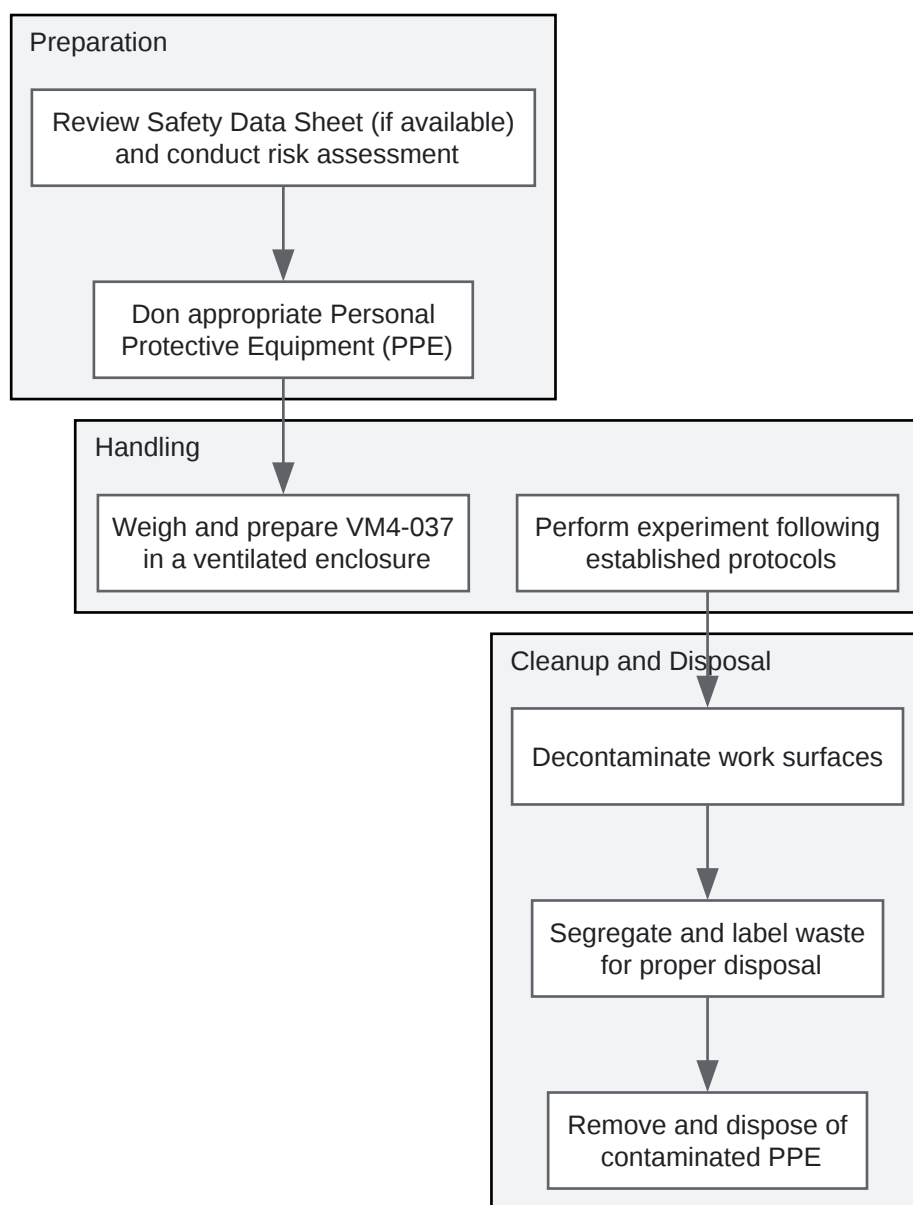 Preparation
Review Safety Data Sheet (if available)
and conduct risk assessment
Don appropriate Personal
Protective Equipment (PPE)
Handling
Weigh and prepare VM4-037
in a ventilated enclosure
Perform experiment following
established protocols
Cleanup and Disposal
Decontaminate work surfaces
Segregate and label waste
for proper disposal
Remove and dispose of
contaminated PPE